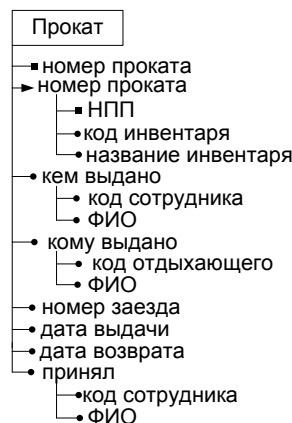 Прокат
номер проката
номер проката
НПП
код инвентаря
название инвентаря
кем выдано
код сотрудника
ФИО
кому выдано
код отдыхающего
ФИО
номер заезда
дата выдачи
дата возврата
принял
код сотрудника
ФИО